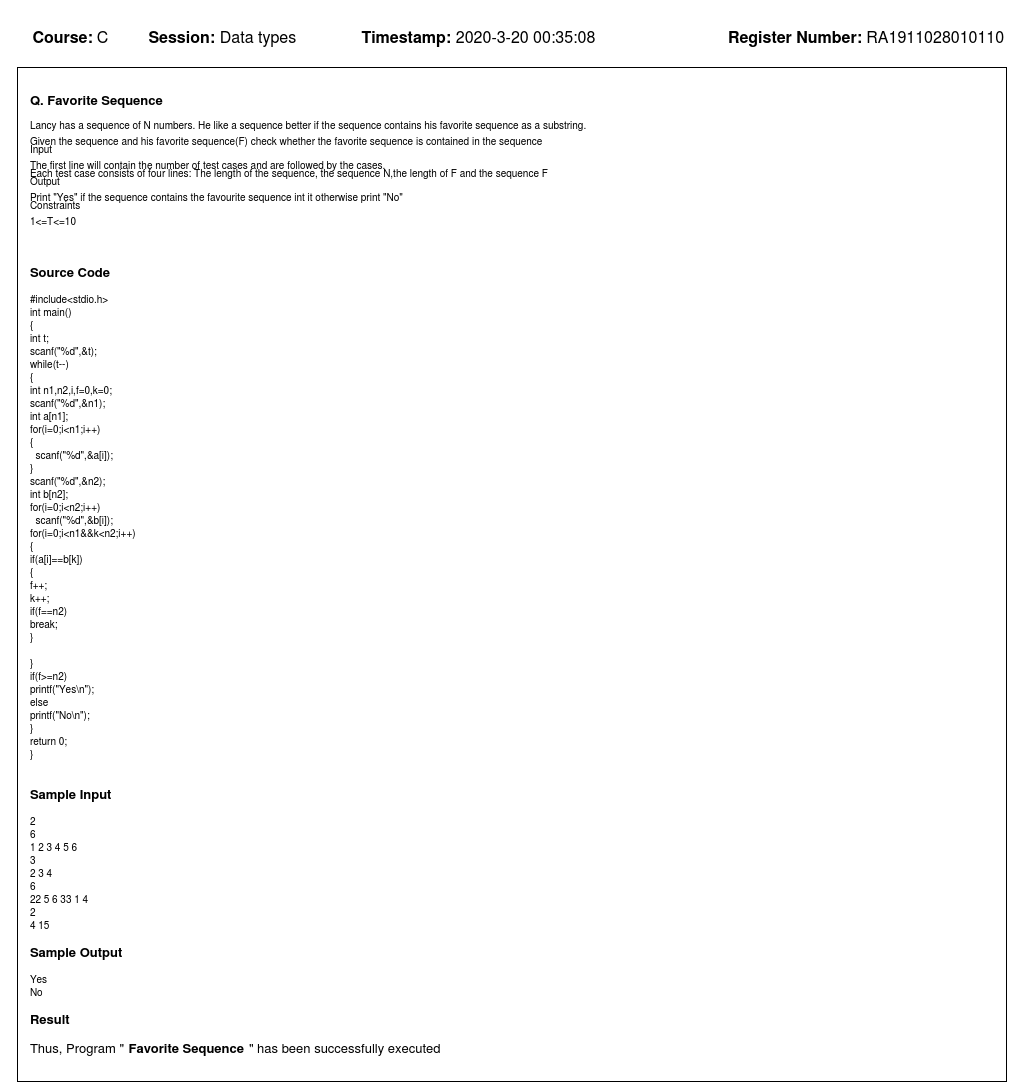 Course: C Session: Data types Timestamp: 2020-3-20 00:35:08 Register Number: RA1911028010110
Q. Favorite Sequence
Lancy has a sequence of N numbers. He like a sequence better if the sequence contains his favorite sequence as a substring.
Given the sequence and his favorite sequence(F) check whether the favorite sequence is contained in the sequence
Input
The first line will contain the number of test cases and are followed by the cases.
Each test case consists of four lines: The length of the sequence, the sequence N,the length of F and the sequence F
Output
Print "Yes" if the sequence contains the favourite sequence int it otherwise print "No"
Constraints
1<=T<=10
Source Code
#include<stdio.h>
int main()
{
int t;
scanf("%d",&t);
while(t--)
{
int n1,n2,i,f=0,k=0;
scanf("%d",&n1);
int a[n1];
for(i=0;i<n1;i++)
{
  scanf("%d",&a[i]);
}
scanf("%d",&n2);
int b[n2];
for(i=0;i<n2;i++)
  scanf("%d",&b[i]);
for(i=0;i<n1&&k<n2;i++)
{
if(a[i]==b[k])
{
f++;
k++;
if(f==n2)
break;
}
}
if(f>=n2)
printf("Yes\n");
else
printf("No\n");
}
return 0;
}
Sample Input
2
6
1 2 3 4 5 6
3
2 3 4
6
22 5 6 33 1 4
2
4 15
Sample Output
Yes
No
Result
Thus, Program " Favorite Sequence " has been successfully executed